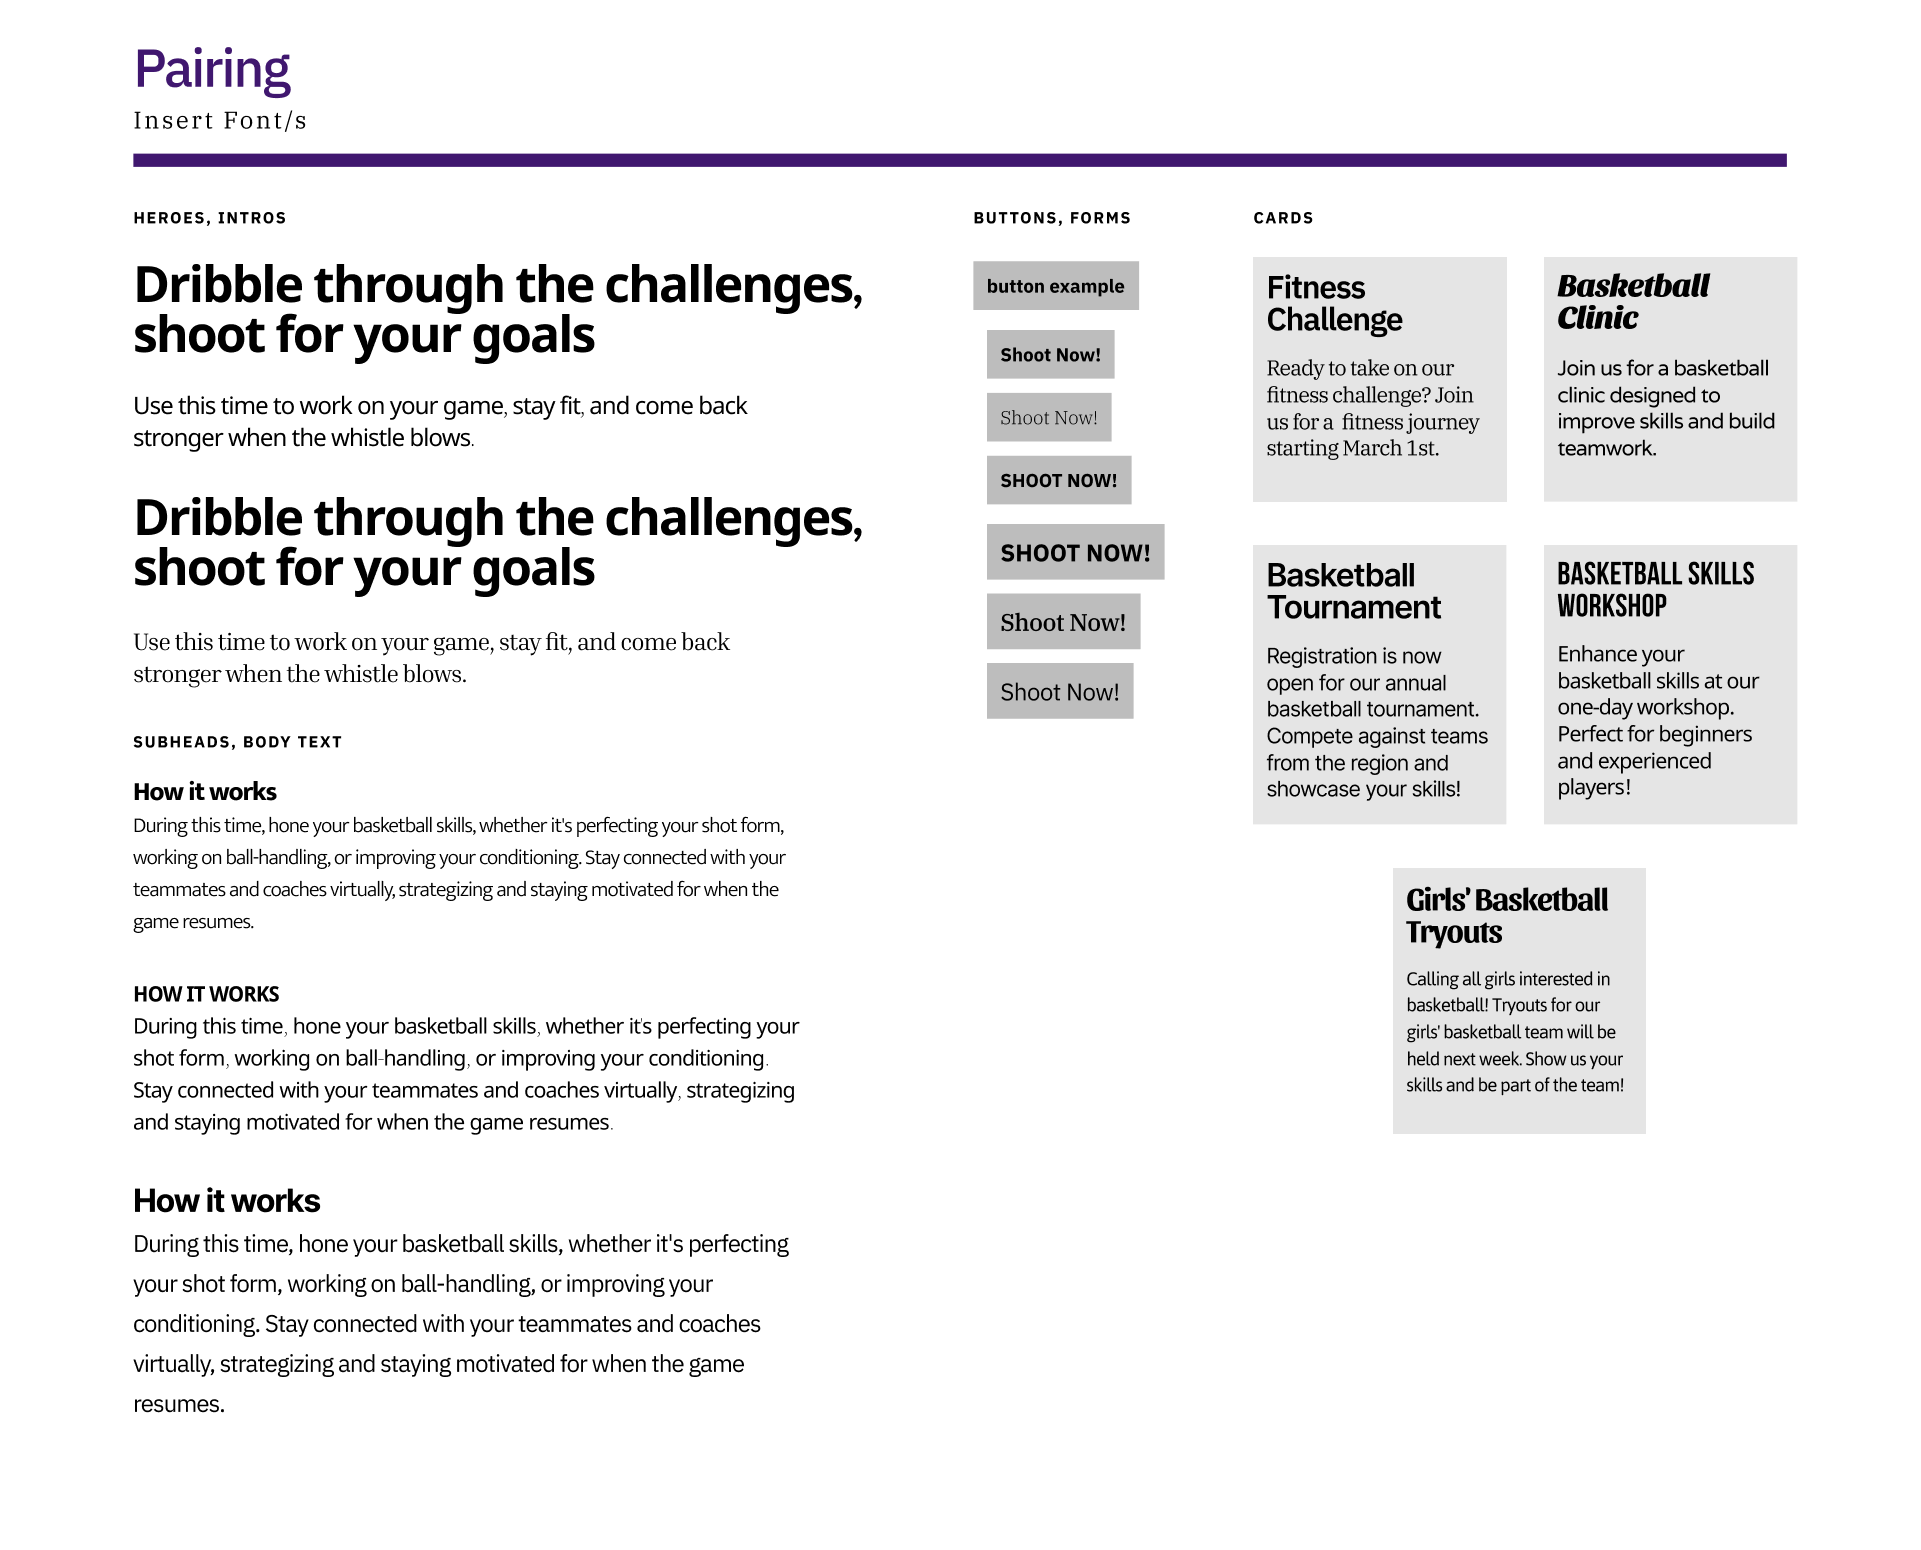 Pairing
Insert Font/s
HEROES, INTROS
Dribble through the challenges,
shoot for your goals
Use this time to work on your game, stay fit, and come back
stronger when the whistle blows.
Dribble through the challenges,
shoot for your goals
Use this time to work on your game, stay fit, and come back
stronger when the whistle blows.
SUBHEADS, BODY TEXT
How it works
During this time, hone your basketball skills, whether it's perfecting your shot form,
working on ball-handling, or improving your conditioning. Stay connected with your
teammates and coaches virtually, strategizing and staying motivated for when the
game resumes.
HOW IT WORKS
During this time, hone your basketball skills, whether it's perfecting your
shot form, working on ball-handling, or improving your conditioning.
Stay connected with your teammates and coaches virtually, strategizing
and staying motivated for when the game resumes.
How it works
During this time, hone your basketball skills, whether it's perfecting
your shot form, working on ball-handling, or improving your
conditioning. Stay connected with your teammates and coaches
virtually, strategizing and staying motivated for when the game
resumes.
BUTTONS, FORMS
button example
Shoot Now!
Shoot Now!
SHOOT NOW!
SHOOT NOW!
Shoot Now!
Shoot Now!
CARDS
Fitness
Challenge
Ready to take on our
fitness challenge? Join
us for a  fitness journey
starting March 1st.
Basketball
Clinic
Join us for a basketball
clinic designed to
improve skills and build
teamwork.
Basketball
Tournament
Registration is now
open for our annual
basketball tournament.
Compete against teams
from the region and
showcase your skills!
BASKETBALL SKILLS
WORKSHOP
Enhance your
basketball skills at our
one-day workshop.
Perfect for beginners
and experienced
players!
Girls' Basketball
Tryouts
Calling all girls interested in
basketball! Tryouts for our
girls' basketball team will be
held next week. Show us your
skills and be part of the team!